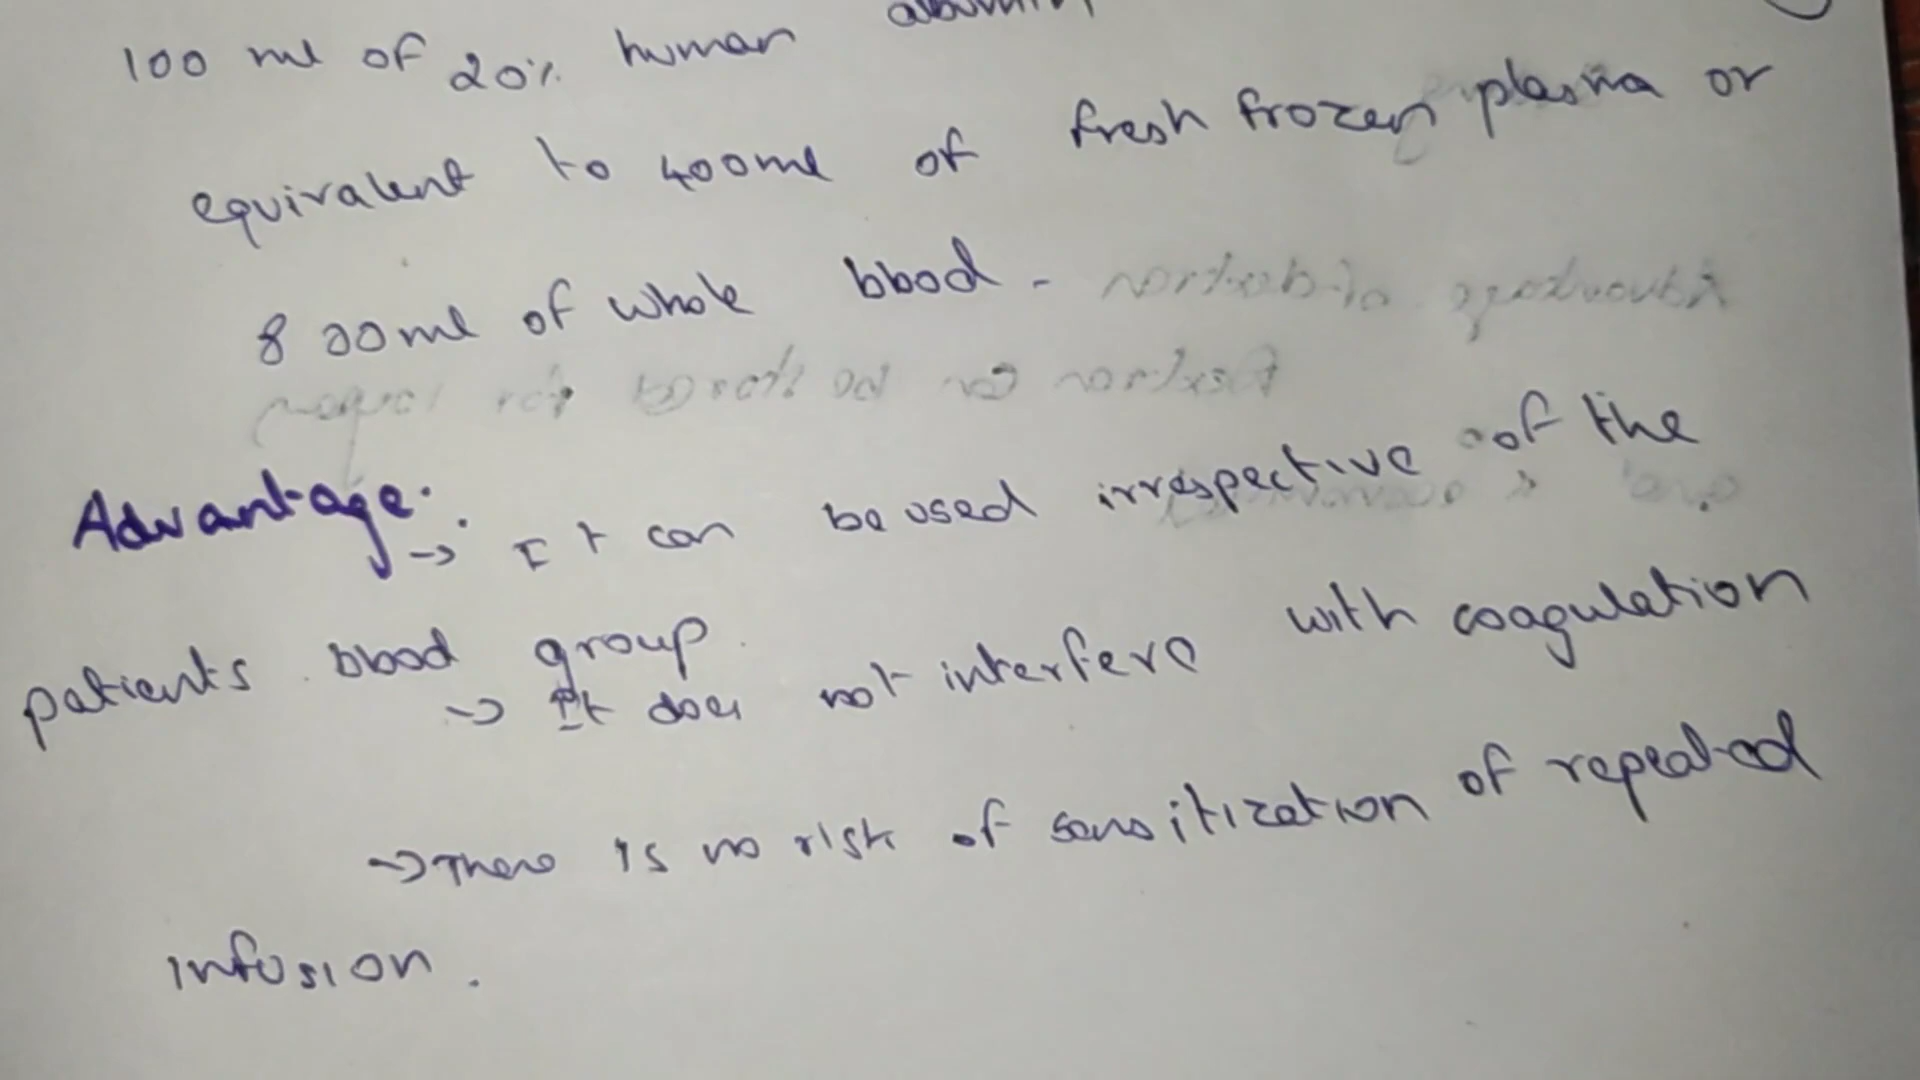 100 ml of 20% human albumin
equivalent to 400ml of fresh frozen plasma or
800ml of whole blood.
Advantage:
→ It can be used irrespective of the
patients blood group.
→ It does not interfere with coagulation
→ There is no risk of sensitization of repeated
infusion.